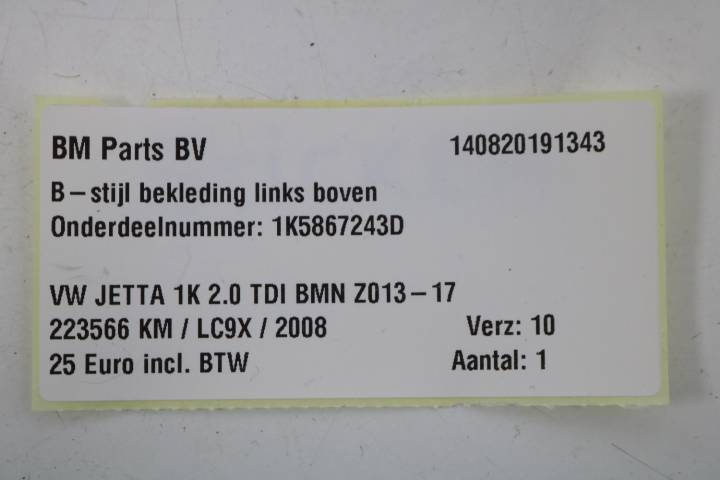 BM Parts BV 140820191343
B-stijl bekleding links boven
Onderdeelnummer: 1K5867243D
VW JETTA 1K 2.0 TDI BMN Z013-17
223566 KM / LC9X / 2008 Verz: 10
25 Euro incl. BTW Aantal: 1